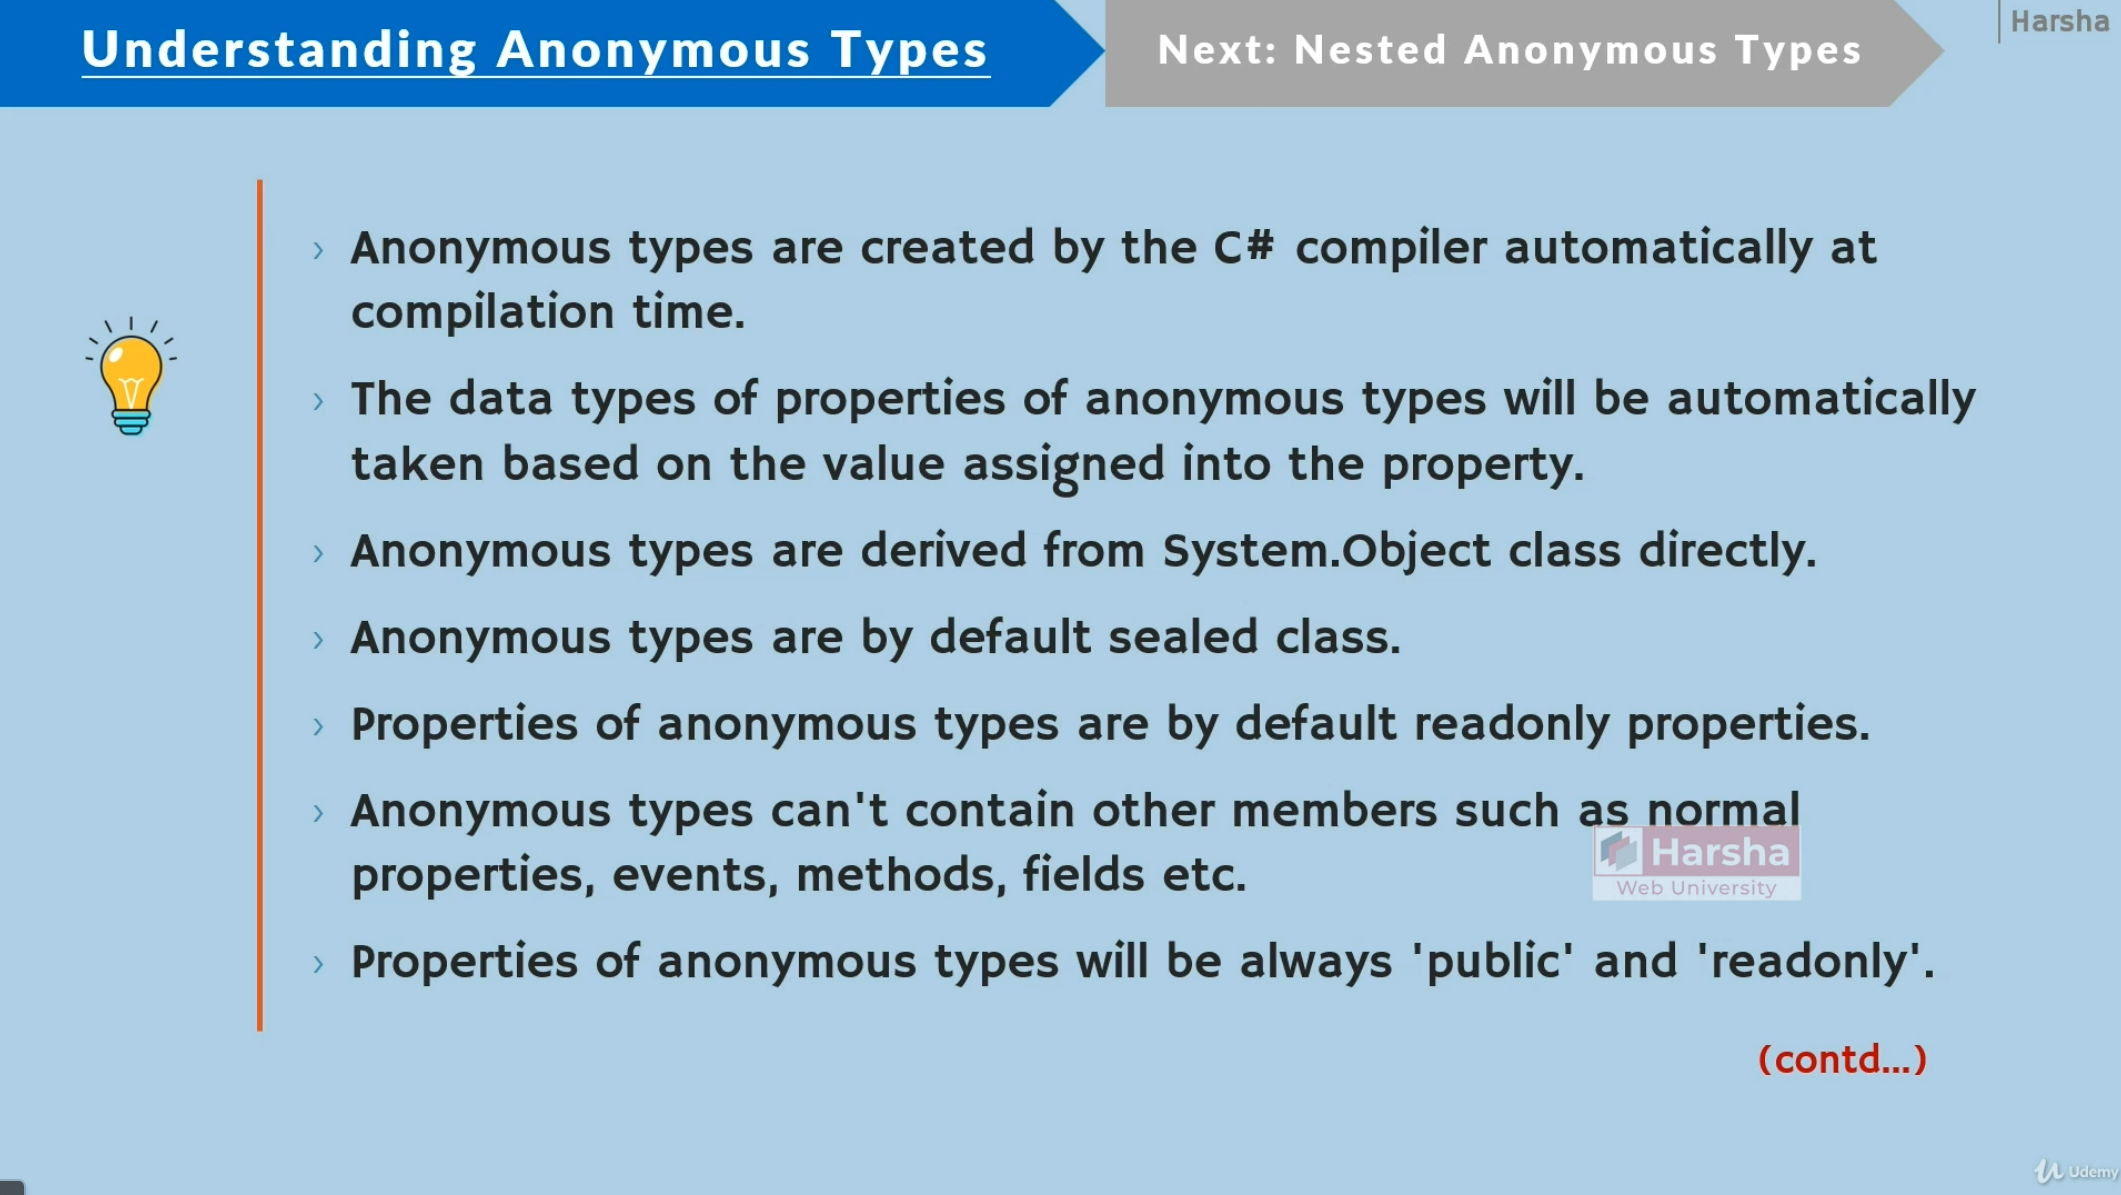 Understanding Anonymous Types
Next: Nested Anonymous Types
Harsha
› Anonymous types are created by the C# compiler automatically at
compilation time.
› The data types of properties of anonymous types will be automatically
taken based on the value assigned into the property.
› Anonymous types are derived from System.Object class directly.
› Anonymous types are by default sealed class.
› Properties of anonymous types are by default readonly properties.
› Anonymous types can't contain other members such as normal
properties, events, methods, fields etc.
Harsha
Web University
› Properties of anonymous types will be always 'public' and 'readonly'.
(contd...)
Udemy